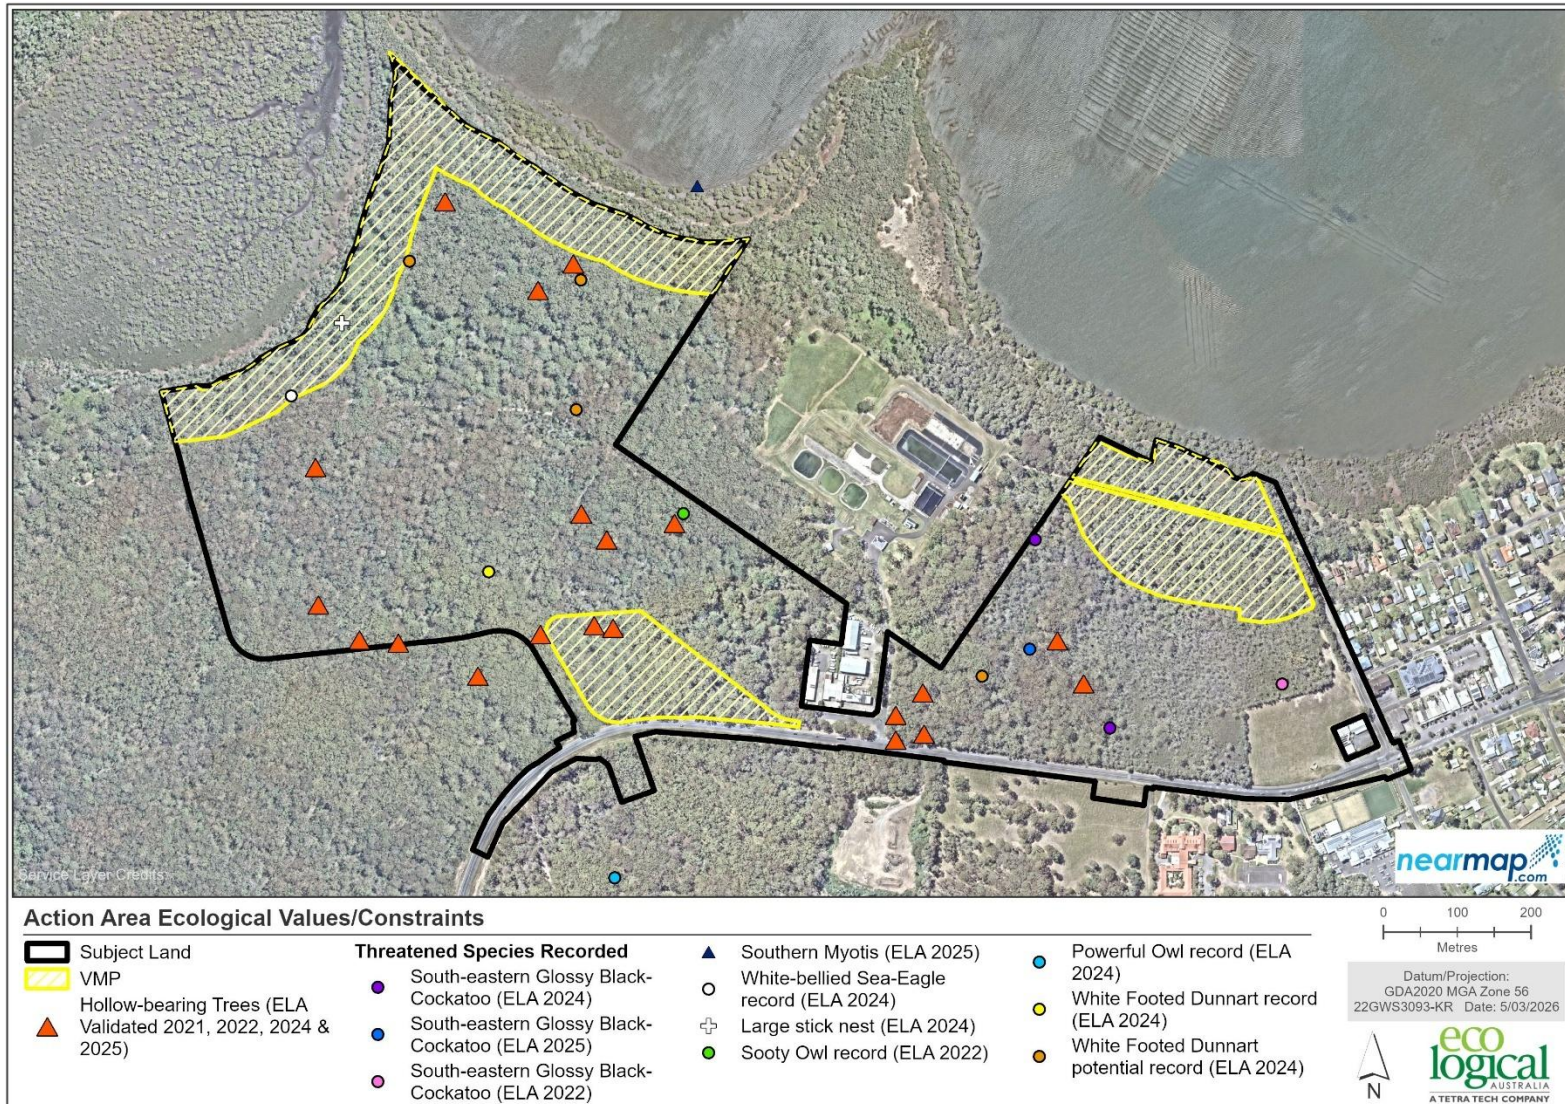 Service Layer Credits:
nearmap
.com
Action Area Ecological Values/Constraints
Subject Land
VMP
Hollow-bearing Trees (ELA
Validated 2021, 2022, 2024 &
2025)
Threatened Species Recorded
South-eastern Glossy Black-
Cockatoo (ELA 2024)
South-eastern Glossy Black-
Cockatoo (ELA 2025)
South-eastern Glossy Black-
Cockatoo (ELA 2022)
Southern Myotis (ELA 2025)
White-bellied Sea-Eagle
record (ELA 2024)
Large stick nest (ELA 2024)
Sooty Owl record (ELA 2022)
Powerful Owl record (ELA
2024)
White Footed Dunnart record
(ELA 2024)
White Footed Dunnart
potential record (ELA 2024)
0 100 200
Metres
Datum/Projection:
GDA2020 MGA Zone 56
22GWS3093-KR Date: 5/03/2026
N
eco
logical
AUSTRALIA
A TETRA TECH COMPANY